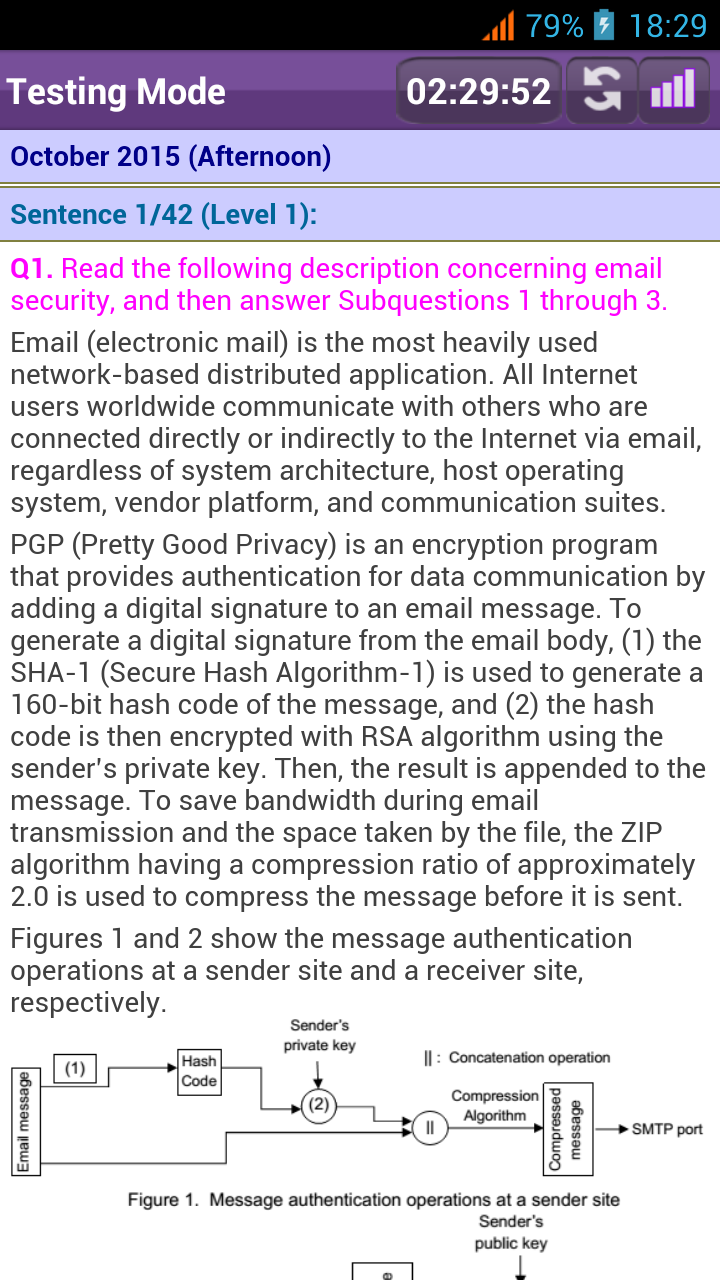 79% 18:29
Testing Mode 02:29:52
October 2015 (Afternoon)
Sentence 1/42 (Level 1):
Q1. Read the following description concerning email
security, and then answer Subquestions 1 through 3.
Email (electronic mail) is the most heavily used
network-based distributed application. All Internet
users worldwide communicate with others who are
connected directly or indirectly to the Internet via email,
regardless of system architecture, host operating
system, vendor platform, and communication suites.
PGP (Pretty Good Privacy) is an encryption program
that provides authentication for data communication by
adding a digital signature to an email message. To
generate a digital signature from the email body, (1) the
SHA-1 (Secure Hash Algorithm-1) is used to generate a
160-bit hash code of the message, and (2) the hash
code is then encrypted with RSA algorithm using the
sender's private key. Then, the result is appended to the
message. To save bandwidth during email
transmission and the space taken by the file, the ZIP
algorithm having a compression ratio of approximately
2.0 is used to compress the message before it is sent.
Figures 1 and 2 show the message authentication
operations at a sender site and a receiver site,
respectively.
Sender's
private key
|| : Concatenation operation
(1)
Hash
Code
(2)
||
Email message
Compression
Algorithm
Compressed
message
SMTP port
Figure 1. Message authentication operations at a sender site
Sender's
public key